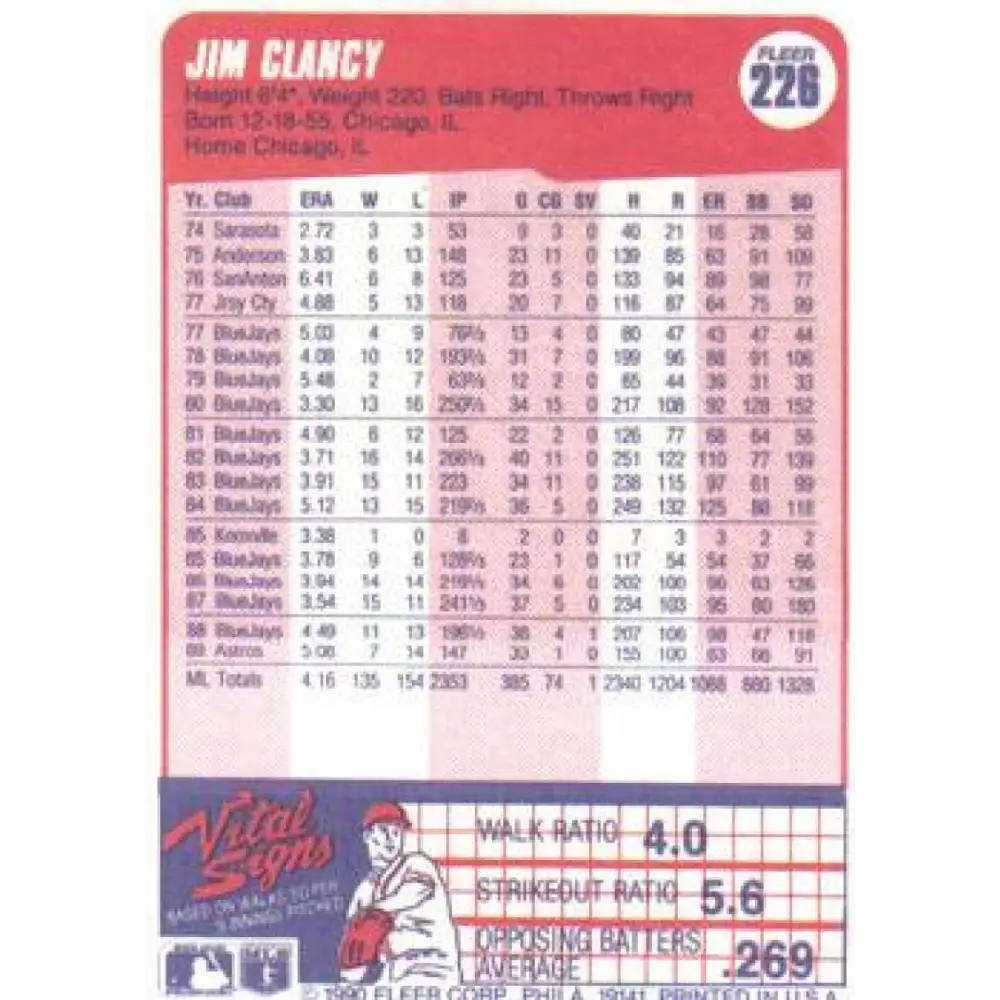 JIM CLANCY
FLEER
226
Height 6'4", Weight 220, Bats Right, Throws Right
Born 12-18-55, Chicago, IL
Home Chicago, IL
Yr. Club ERA W L IP G CG SV H R ER BB SO
74 Sarasota 2.72 3 3 53 9 3 0 40 21 16 28 58
75 Anderson 3.83 6 13 148 23 11 0 139 85 63 91 109
76 SanAnton 6.41 6 8 125 23 5 0 133 94 89 98 77
77 Jrsy Cty 4.88 5 13 118 20 7 0 116 87 64 75 99
77 BlueJays 5.03 4 9 76⅔ 13 4 0 80 47 43 47 44
78 BlueJays 4.08 10 12 193⅔ 31 7 0 199 96 88 91 106
79 BlueJays 5.48 2 7 63⅔ 12 2 0 65 44 39 31 33
80 BlueJays 3.30 13 16 250⅔ 34 15 0 217 108 92 128 152
81 BlueJays 4.90 6 12 125 22 2 0 126 77 68 64 56
82 BlueJays 3.71 16 14 266⅔ 40 11 0 251 122 110 77 139
83 BlueJays 3.91 15 11 223 34 11 0 238 115 97 61 99
84 BlueJays 5.12 13 15 219⅔ 36 5 0 249 132 125 88 118
85 Knoxville 3.38 1 0 8 2 0 0 7 3 3 2 2
85 BlueJays 3.78 9 6 128⅔ 23 1 0 117 54 54 37 66
86 BlueJays 3.94 14 14 219⅓ 34 6 0 202 100 96 63 126
87 BlueJays 3.54 15 11 241⅓ 37 5 0 234 103 95 80 180
88 BlueJays 4.49 11 13 196⅓ 36 4 1 207 106 98 47 118
89 Astros 5.08 7 14 147 33 1 0 155 100 83 66 91
ML Totals 4.16 135 154 2353 385 74 1 2340 1204 1088 880 1328
Vital Signs
BASED ON WALKS, SO PER
9 INNINGS PITCHED
WALK RATIO 4.0
STRIKEOUT RATIO 5.6
OPPOSING BATTERS
AVERAGE .269
© 1990 FLEER CORP., PHILA., 19141 PRINTED IN U.S.A.